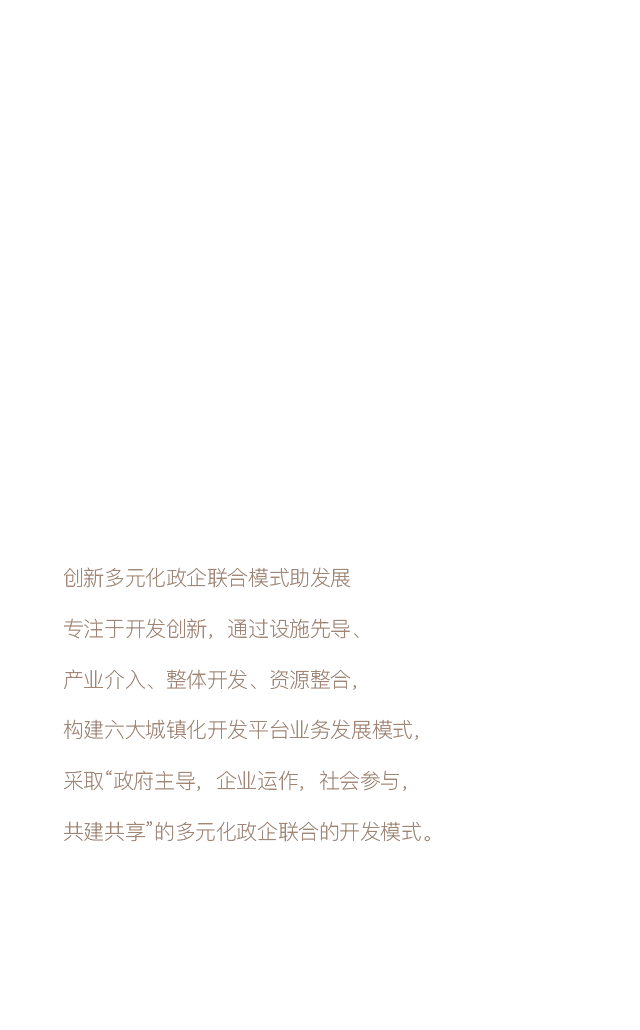 创新多元化政企联合模式助发展
专注于开发创新，通过设施先导、
产业介入、整体开发、资源整合，
构建六大城镇化开发平台业务发展模式，
采取“政府主导，企业运作，社会参与，
共建共享”的多元化政企联合的开发模式。